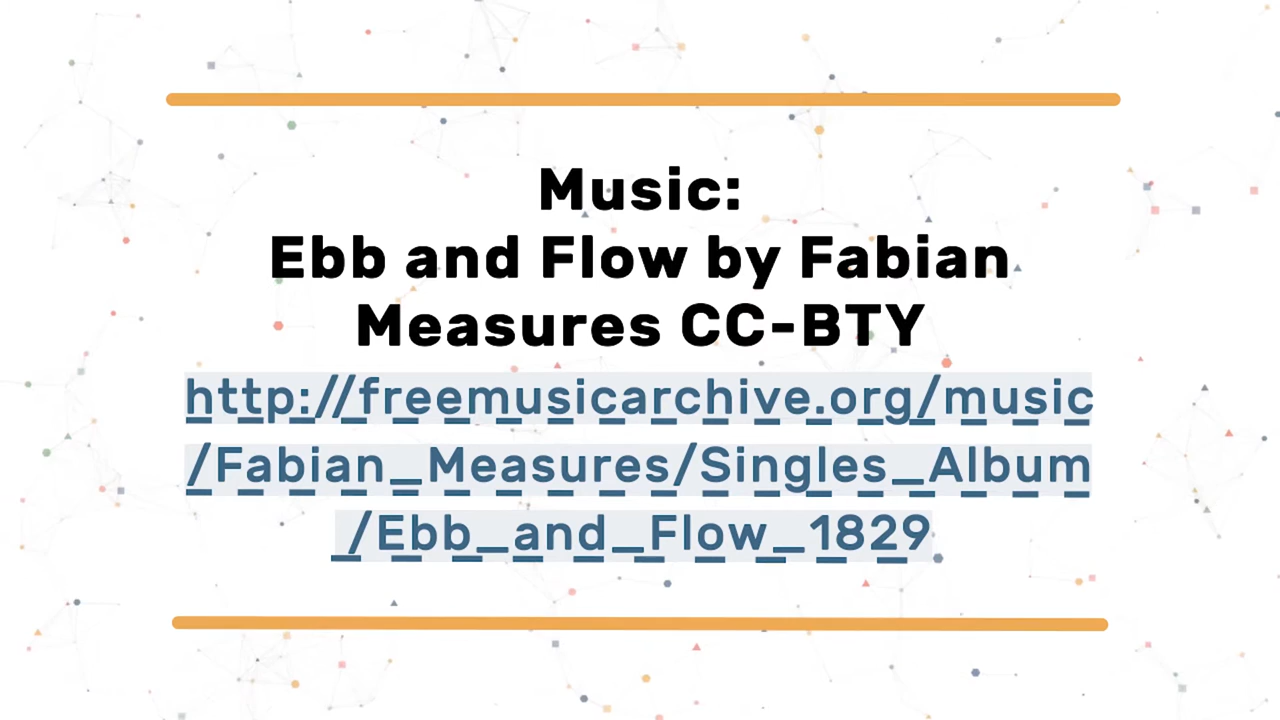 Music:
Ebb and Flow by Fabian
Measures CC-BTY
http://freemusicarchive.org/music
/Fabian_Measures/Singles_Album
/Ebb_and_Flow_1829